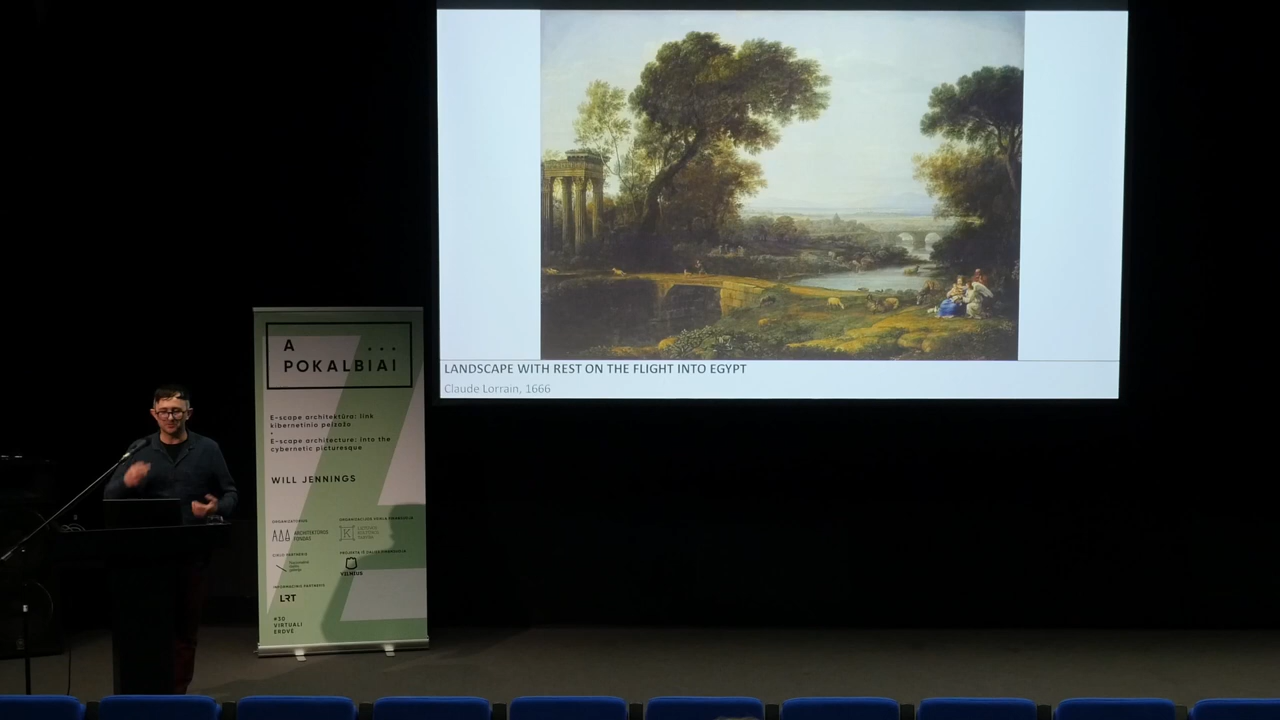 LANDSCAPE WITH REST ON THE FLIGHT INTO EGYPT
Claude Lorrain, 1666
A ...
POKALBIAI
E-scape architektūra: link
kibernetinio peizažo
E-scape architecture: into the
cybernetic picturesque
WILL JENNINGS
ORGANIZATORIUS
ARCHITEKTŪROS
FONDAS
K
VILNIUS
LRT
#30
VIRTUALI
ERDVĖ